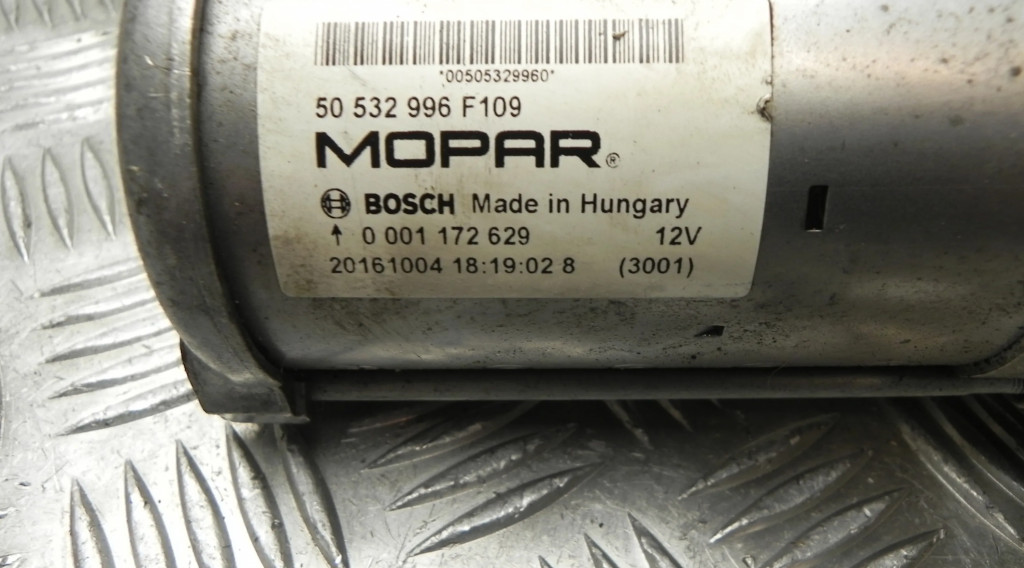 *00505329960*
50 532 996 F109
MOPAR®
BOSCH Made in Hungary
↑ 0 001 172 629 12V
20161004 18:19:02 8 (3001)